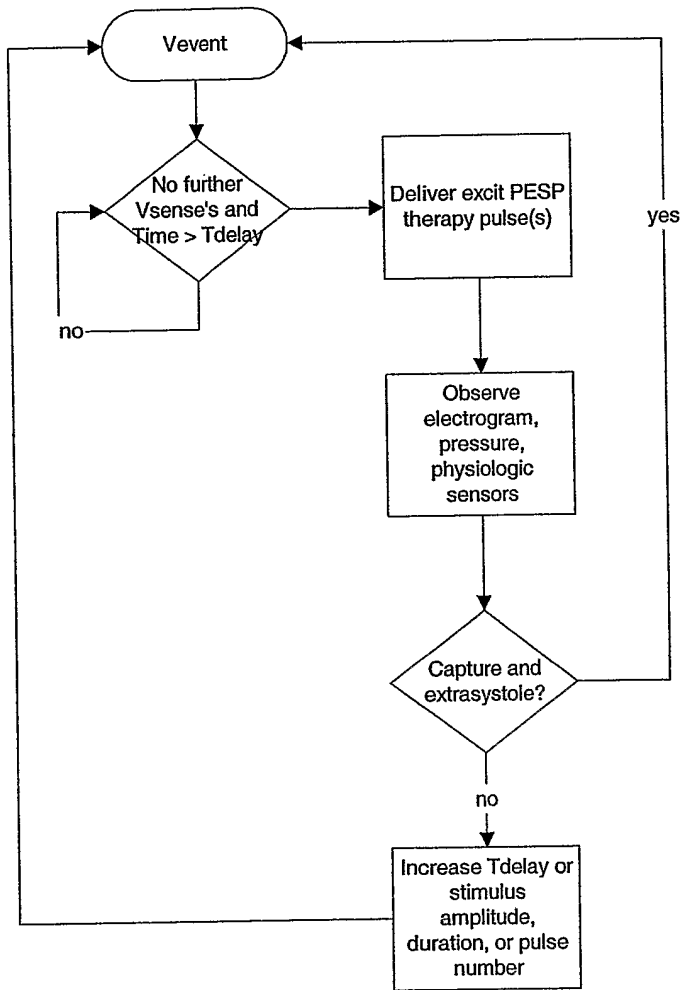 Vevent
No further
Vsense's and
Time > Tdelay
no
Deliver excit PESP
therapy pulse(s)
yes
Observe
electrogram,
pressure,
physiologic
sensors
Capture and
extrasystole?
no
Increase Tdelay or
stimulus
amplitude,
duration, or pulse
number